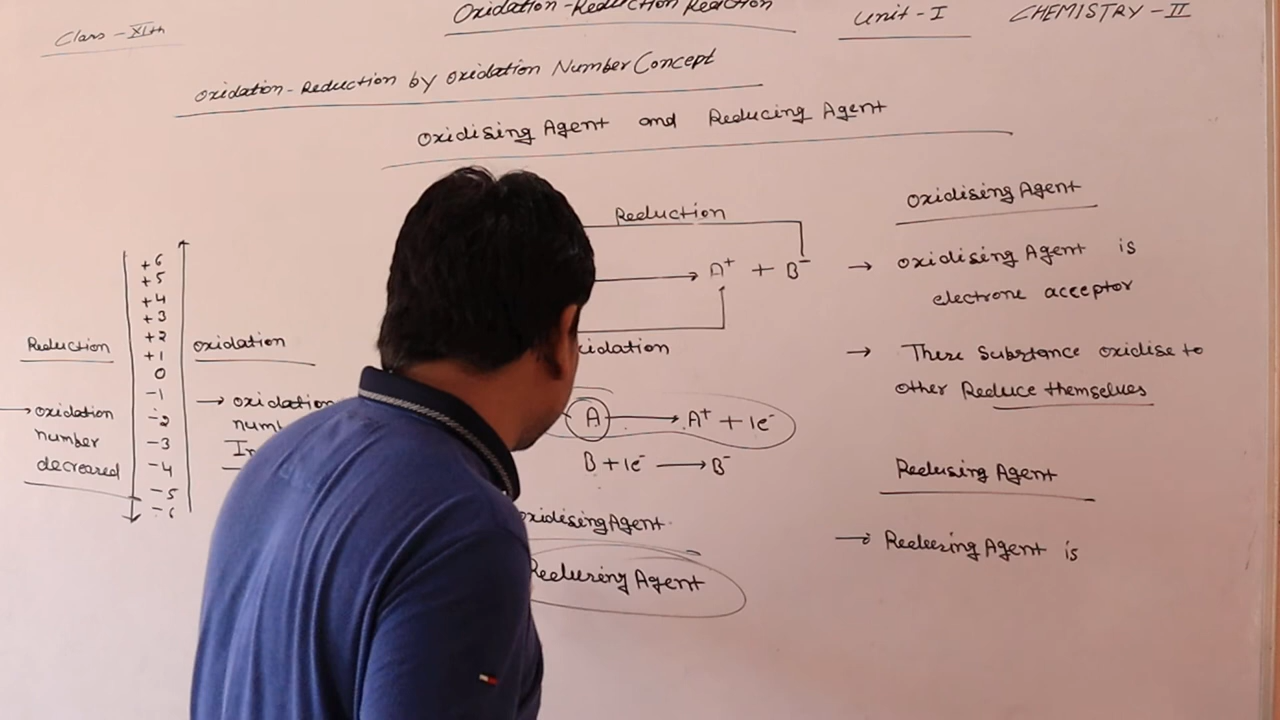 Class - XIth
Oxidation-Reduction Reaction
Unit - I
CHEMISTRY - II
Oxidation-Reduction by Oxidation Number Concept
Oxidising Agent and Reducing Agent
Reduction
A⁺ + B⁻
Oxidation
A → A⁺ + 1e⁻
B + 1e⁻ → B⁻
Oxidising Agent
Reducing Agent
Reduction
→ Oxidation
number
decreased
+6
+5
+4
+3
+2
+1
0
-1
-2
-3
-4
-5
-6
Oxidation
→ Oxidation
Oxidising Agent
→ Oxidising Agent is
electrone acceptor
→ These Substance oxidise to
other Reduce themselves
Redusing Agent
→ Reducing Agent is